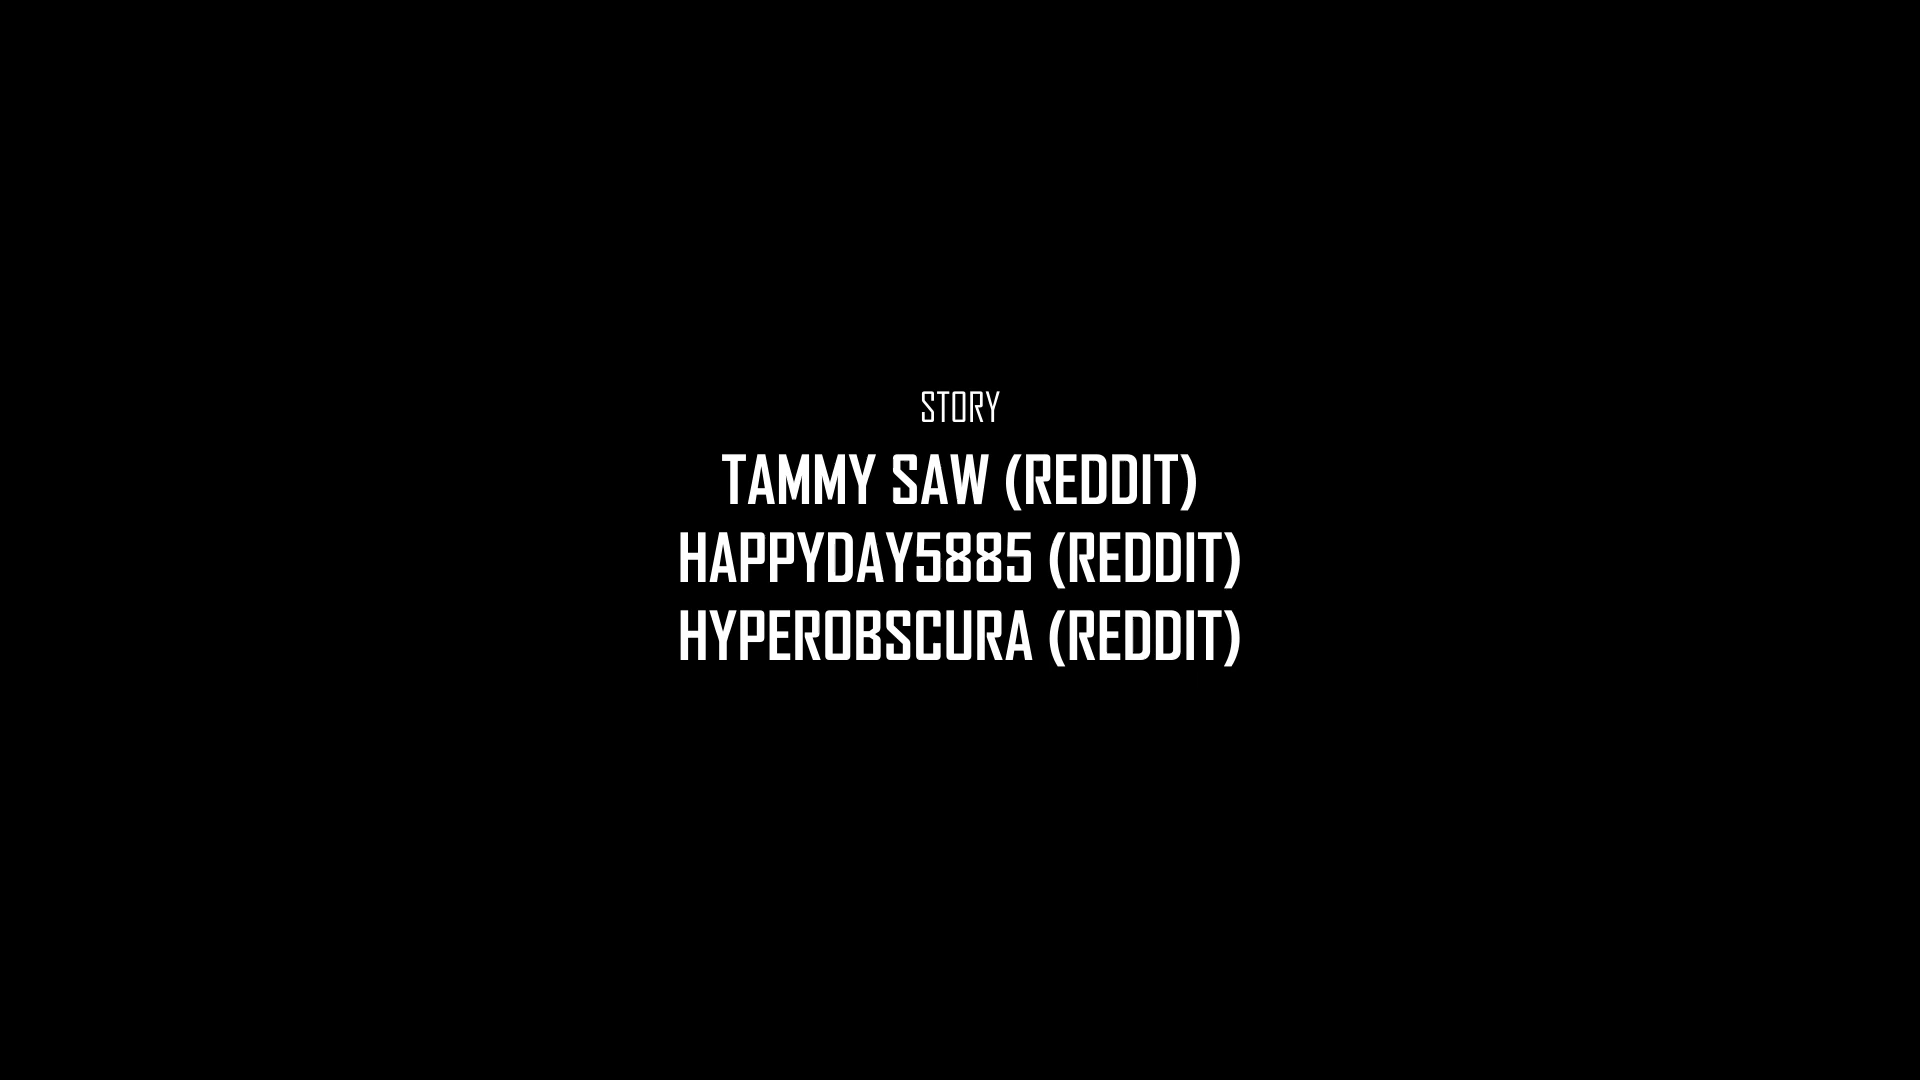 STORY
TAMMY SAW (REDDIT)
HAPPYDAY5885 (REDDIT)
HYPEROBSCURA (REDDIT)